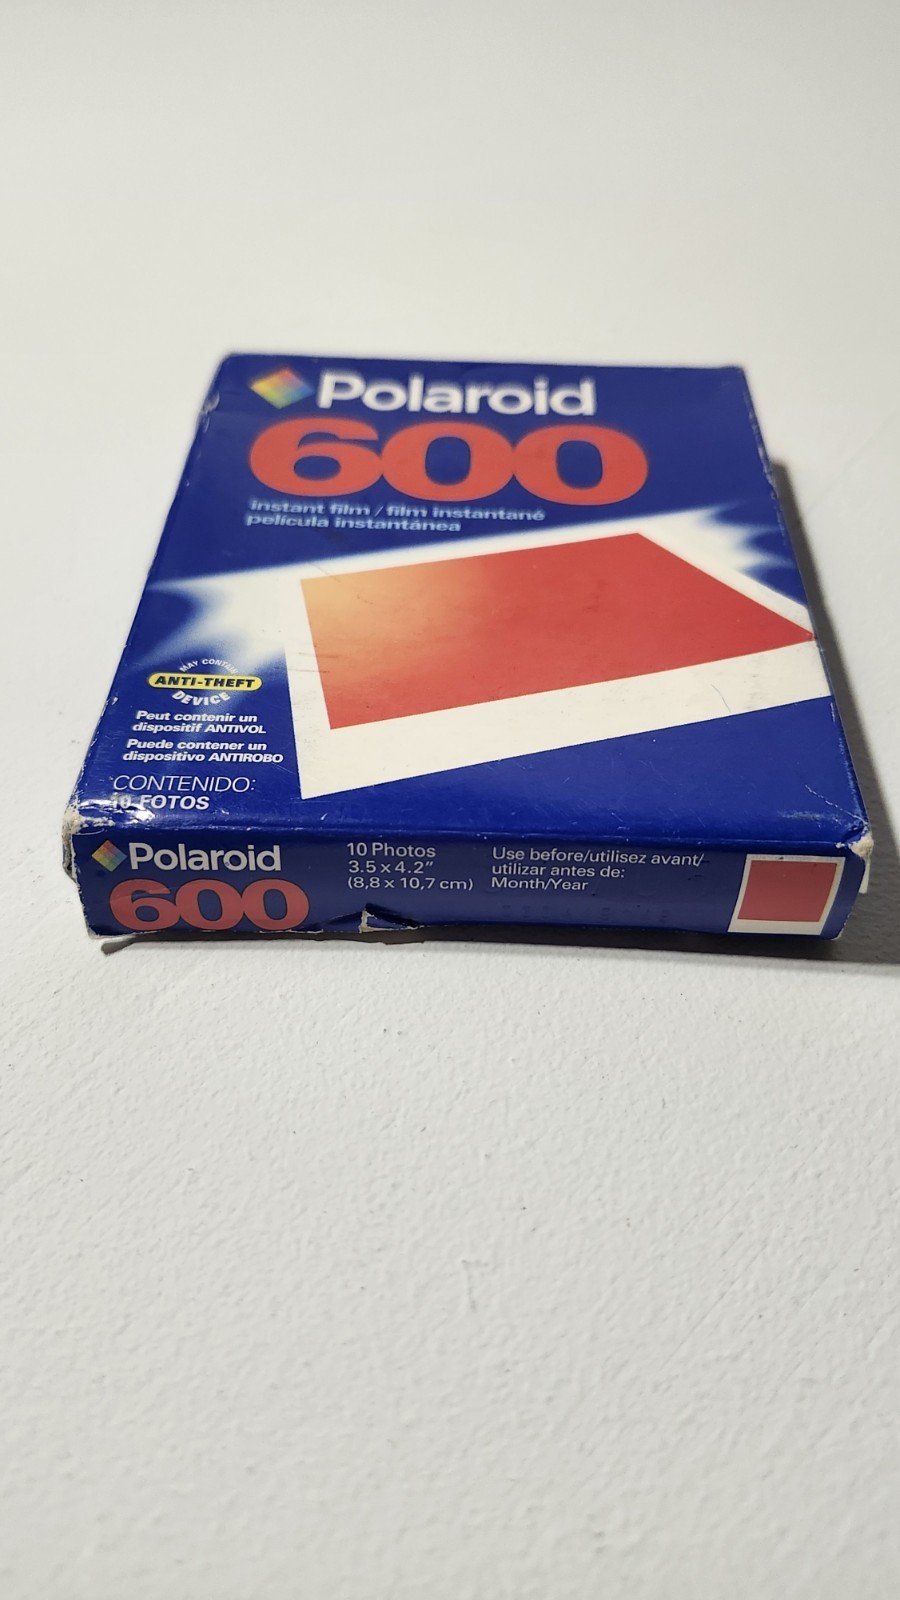 Polaroid
600
Instant film / film instantané
película instantánea
MAY CONTAIN
ANTI-THEFT
DEVICE
Peut contenir un
dispositif ANTIVOL
Puede contener un
dispositivo ANTIROBO
CONTENIDO:
10 FOTOS
Polaroid
600
10 Photos
3.5 x 4.2"
(8,8 x 10,7 cm)
Use before/utilisez avant/
utilizar antes de:
Month/Year